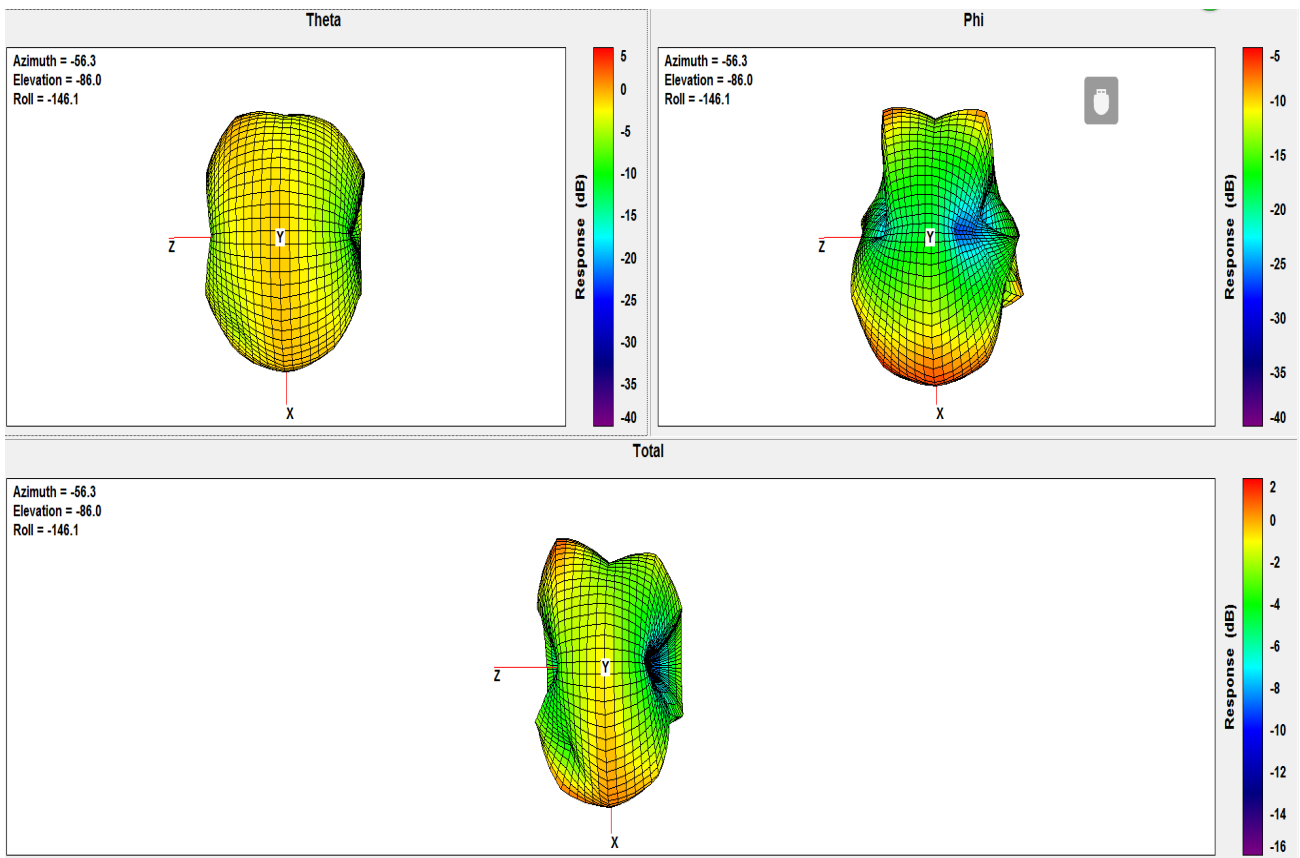 Theta
Azimuth = -56.3
Elevation = -86.0
Roll = -146.1
Z
Y
X
5
0
-5
-10
-15
-20
-25
-30
-35
-40
Response (dB)
Phi
Azimuth = -56.3
Elevation = -86.0
Roll = -146.1
Z
Y
X
-5
-10
-15
-20
-25
-30
-35
-40
Response (dB)
Total
Azimuth = -56.3
Elevation = -86.0
Roll = -146.1
Z
Y
X
2
0
-2
-4
-6
-8
-10
-12
-14
-16
Response (dB)